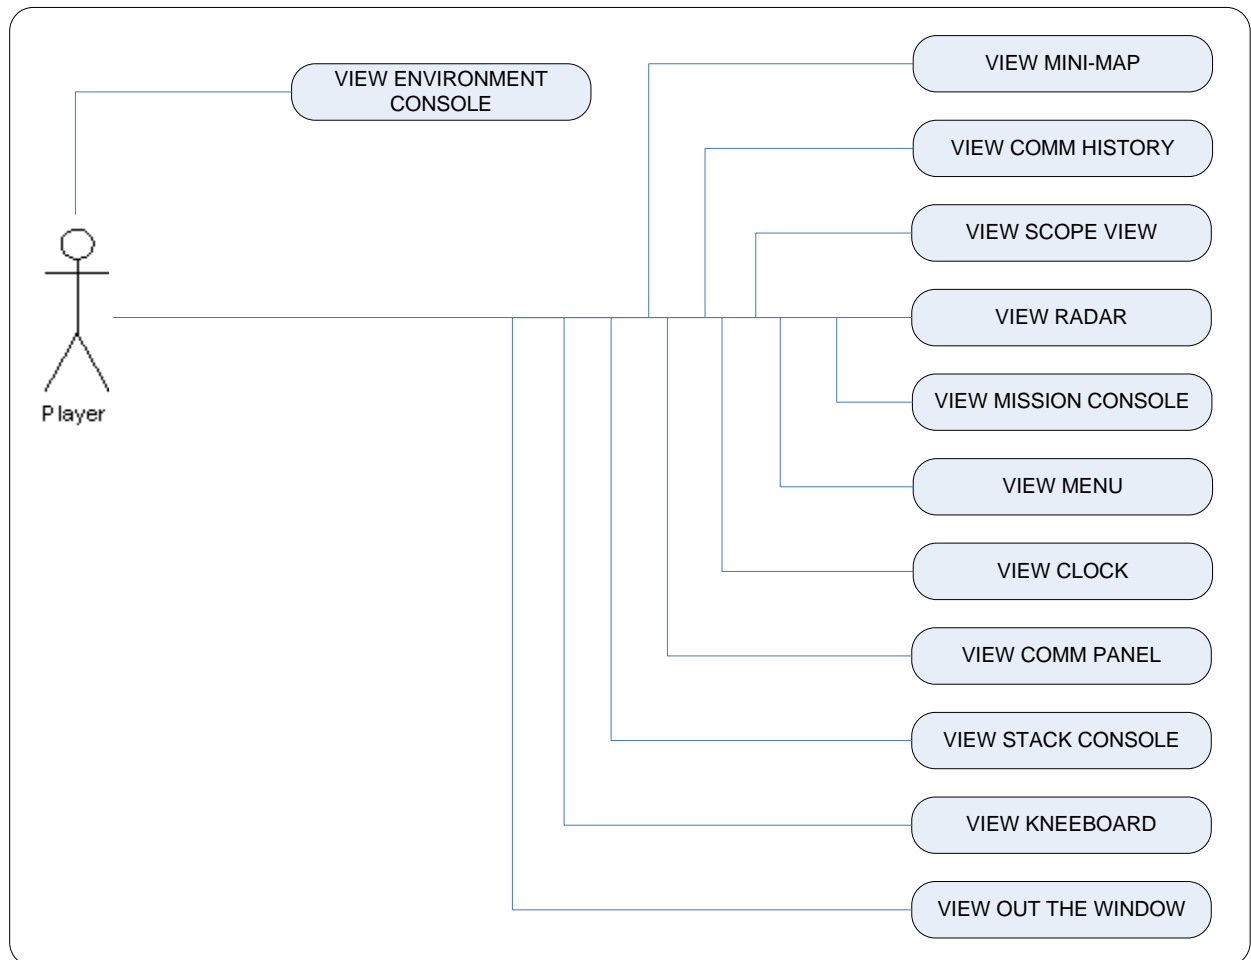 VIEW ENVIRONMENT
CONSOLE
VIEW MINI-MAP
VIEW COMM HISTORY
VIEW SCOPE VIEW
VIEW RADAR
VIEW MISSION CONSOLE
Player
VIEW MENU
VIEW CLOCK
VIEW COMM PANEL
VIEW STACK CONSOLE
VIEW KNEEBOARD
VIEW OUT THE WINDOW